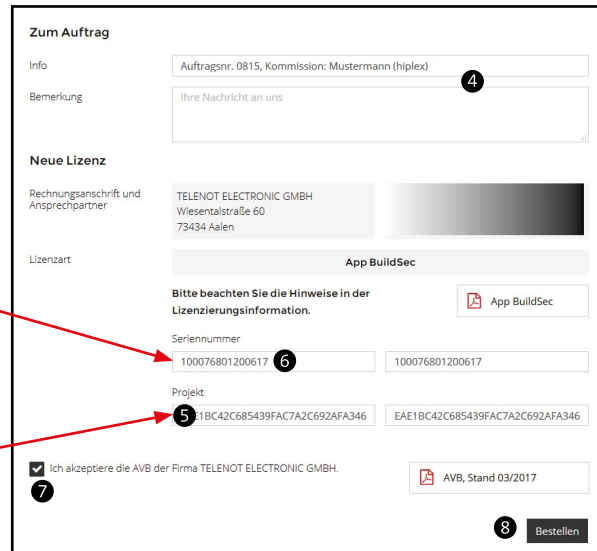 Zum Auftrag
Info
Auftragsnr. 0815, Kommission: Mustermann (hiplex)
4
Bemerkung
Ihre Nachricht an uns
Neue Lizenz
Rechnungsanschrift und
Ansprechpartner
TELENOT ELECTRONIC GMBH
Wiesentalstraße 60
73434 Aalen
Lizenzart
App BuildSec
Bitte beachten Sie die Hinweise in der
Lizenzierungsinformation.
App BuildSec
Seriennummer
100076801200617 6 100076801200617
Projekt
5 E1BC42C685439FAC7A2C692AFA346 EAE1BC42C685439FAC7A2C692AFA346
Ich akzeptiere die AVB der Firma TELENOT ELECTRONIC GMBH.
AVB, Stand 03/2017
7
8 Bestellen